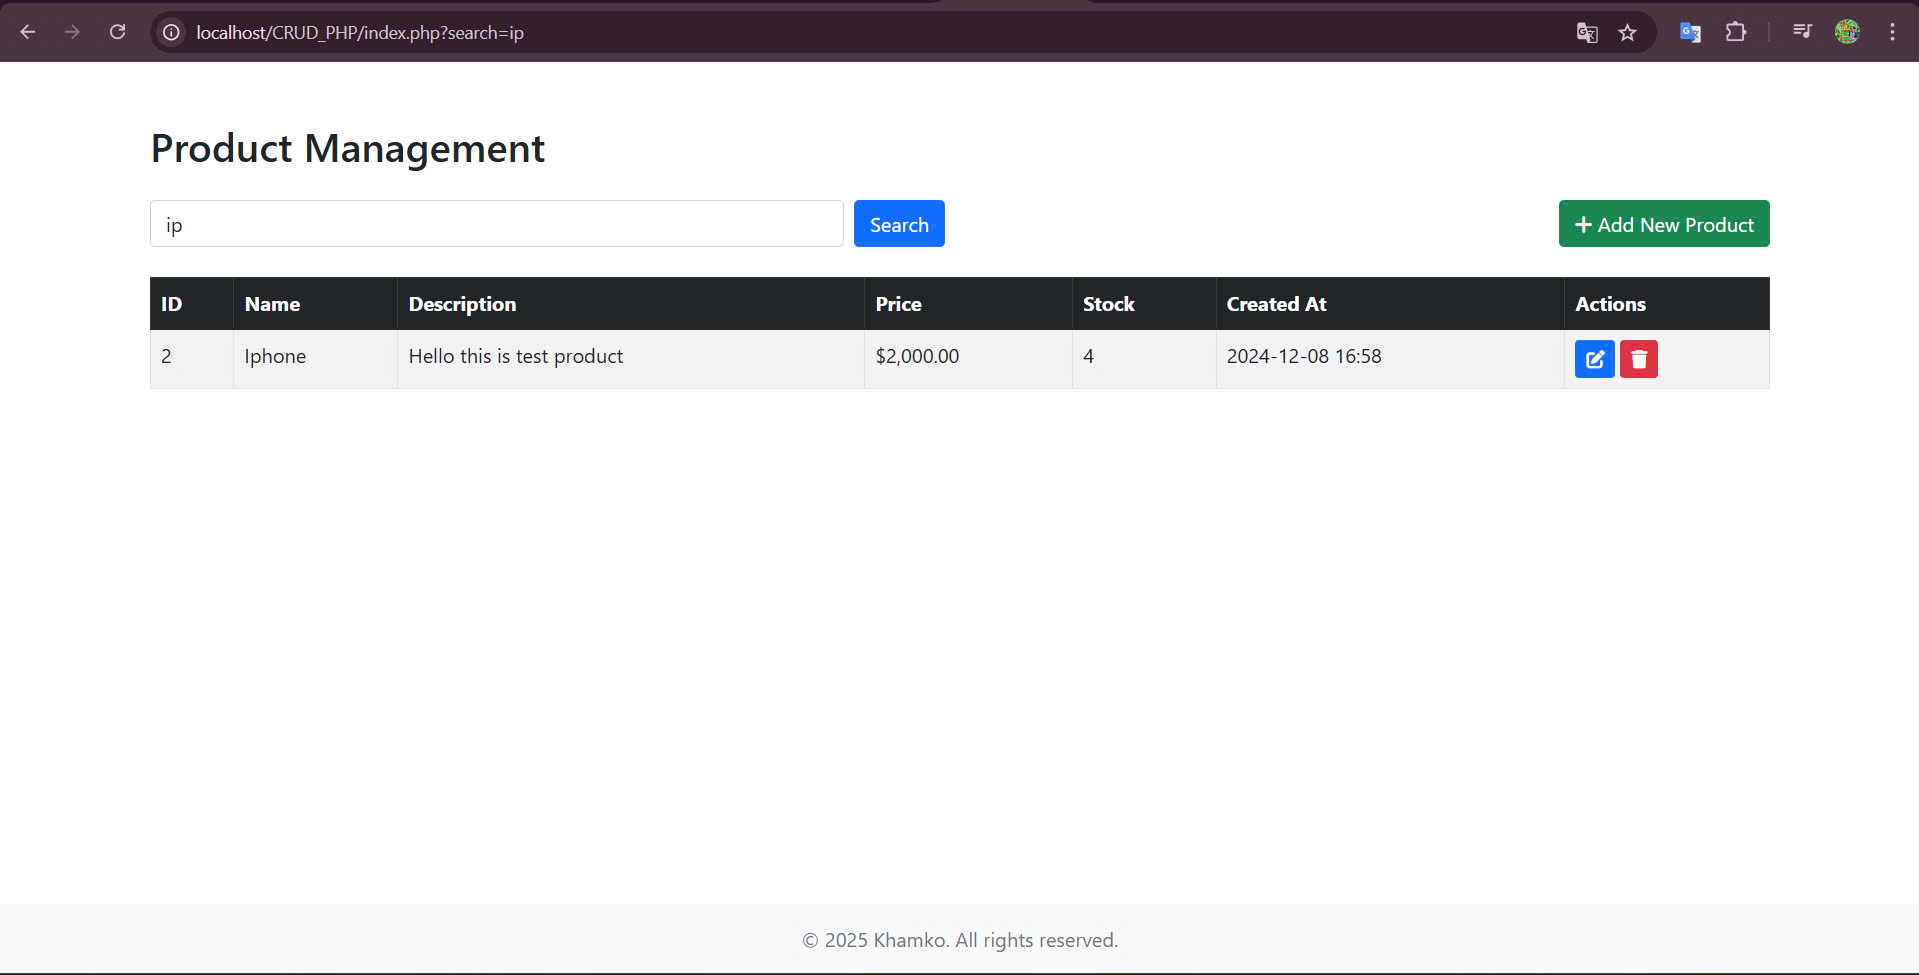 localhost/CRUD_PHP/index.php?search=ip
Product Management
ip
Search
Add New Product
ID Name Description Price Stock Created At Actions
2 Iphone Hello this is test product $2,000.00 4 2024-12-08 16:58
© 2025 Khamko. All rights reserved.